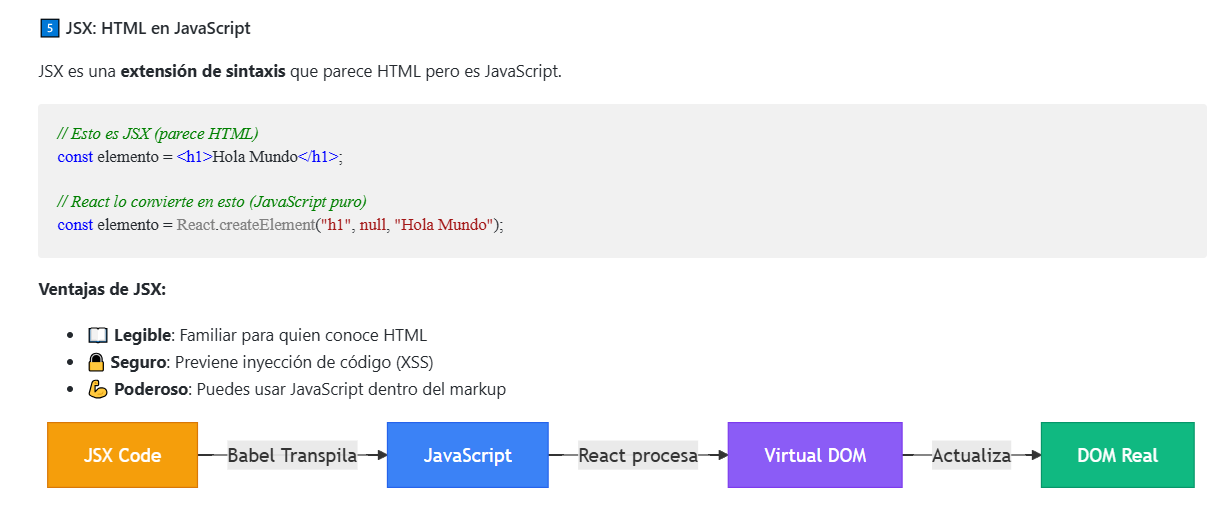 5 JSX: HTML en JavaScript
JSX es una extensión de sintaxis que parece HTML pero es JavaScript.
// Esto es JSX (parece HTML)
const elemento = <h1>Hola Mundo</h1>;
// React lo convierte en esto (JavaScript puro)
const elemento = React.createElement("h1", null, "Hola Mundo");
Ventajas de JSX:
• 📖 Legible: Familiar para quien conoce HTML
• 🔒 Seguro: Previene inyección de código (XSS)
• 💪 Poderoso: Puedes usar JavaScript dentro del markup
JSX Code Babel Transpila JavaScript React procesa Virtual DOM Actualiza DOM Real